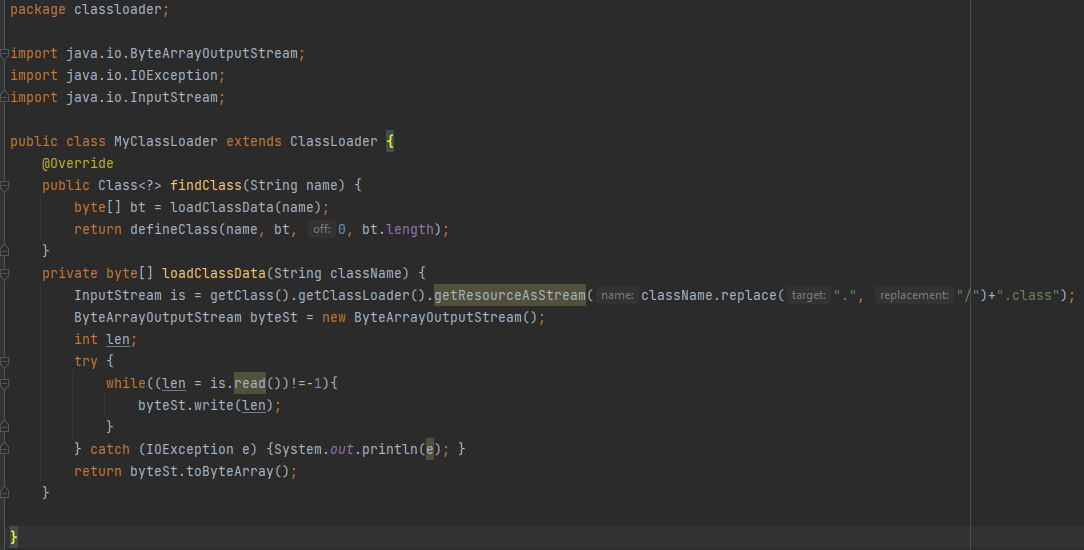 package classloader;
import java.io.ByteArrayOutputStream;
import java.io.IOException;
import java.io.InputStream;
public class MyClassLoader extends ClassLoader {
@Override
public Class<?> findClass(String name) {
byte[] bt = loadClassData(name);
return defineClass(name, bt, off: 0, bt.length);
}
private byte[] loadClassData(String className) {
InputStream is = getClass().getClassLoader().getResourceAsStream( name: className.replace( target: ".", replacement: "/")+".class");
ByteArrayOutputStream byteSt = new ByteArrayOutputStream();
int len;
try {
while((len = is.read())!=-1){
byteSt.write(len);
}
} catch (IOException e) {System.out.println(e); }
return byteSt.toByteArray();
}
}